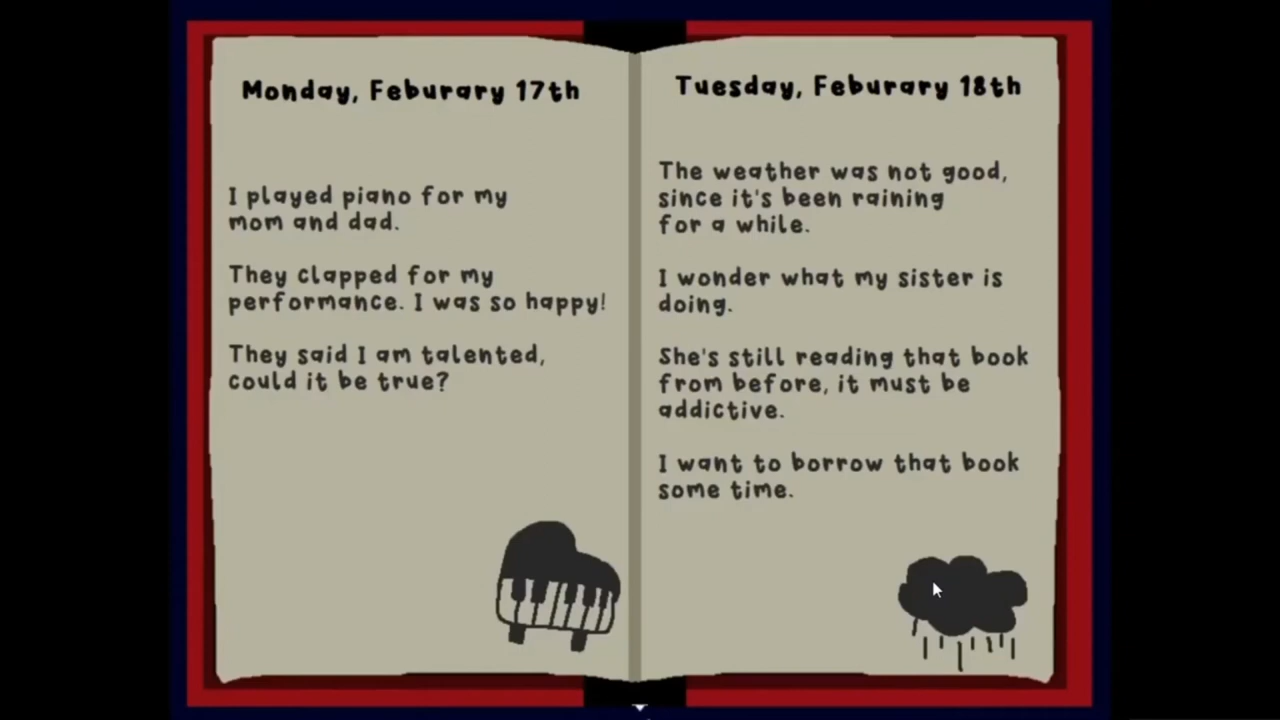 Monday, Feburary 17th
I played piano for my
mom and dad.
They clapped for my
performance. I was so happy!
They said I am talented,
could it be true?
Tuesday, Feburary 18th
The weather was not good,
since it's been raining
for a while.
I wonder what my sister is
doing.
She's still reading that book
from before, it must be
addictive.
I want to borrow that book
some time.